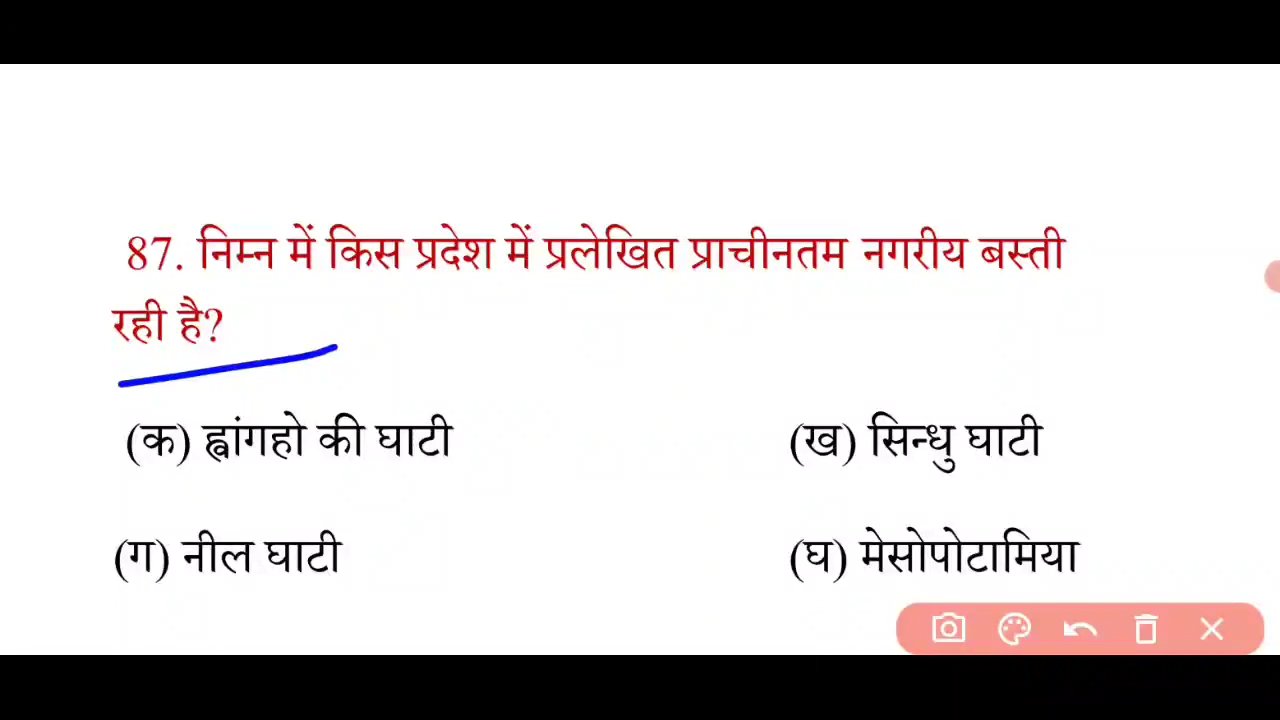 87. निम्न में किस प्रदेश में प्रलेखित प्राचीनतम नगरीय बस्ती
रही है?
(क) ह्वांगहो की घाटी (ख) सिन्धु घाटी
(ग) नील घाटी (घ) मेसोपोटामिया